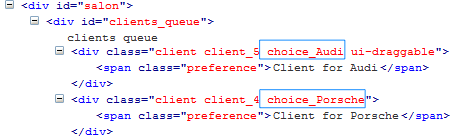 <div id="salon">
<div id="clients_queue">
clients queue
<div class="client client_5 choice_Audi ui-draggable">
<span class="preference">Client for Audi</span>
</div>
<div class="client client_4 choice_Porsche">
<span class="preference">Client for Porsche</span>
</div>